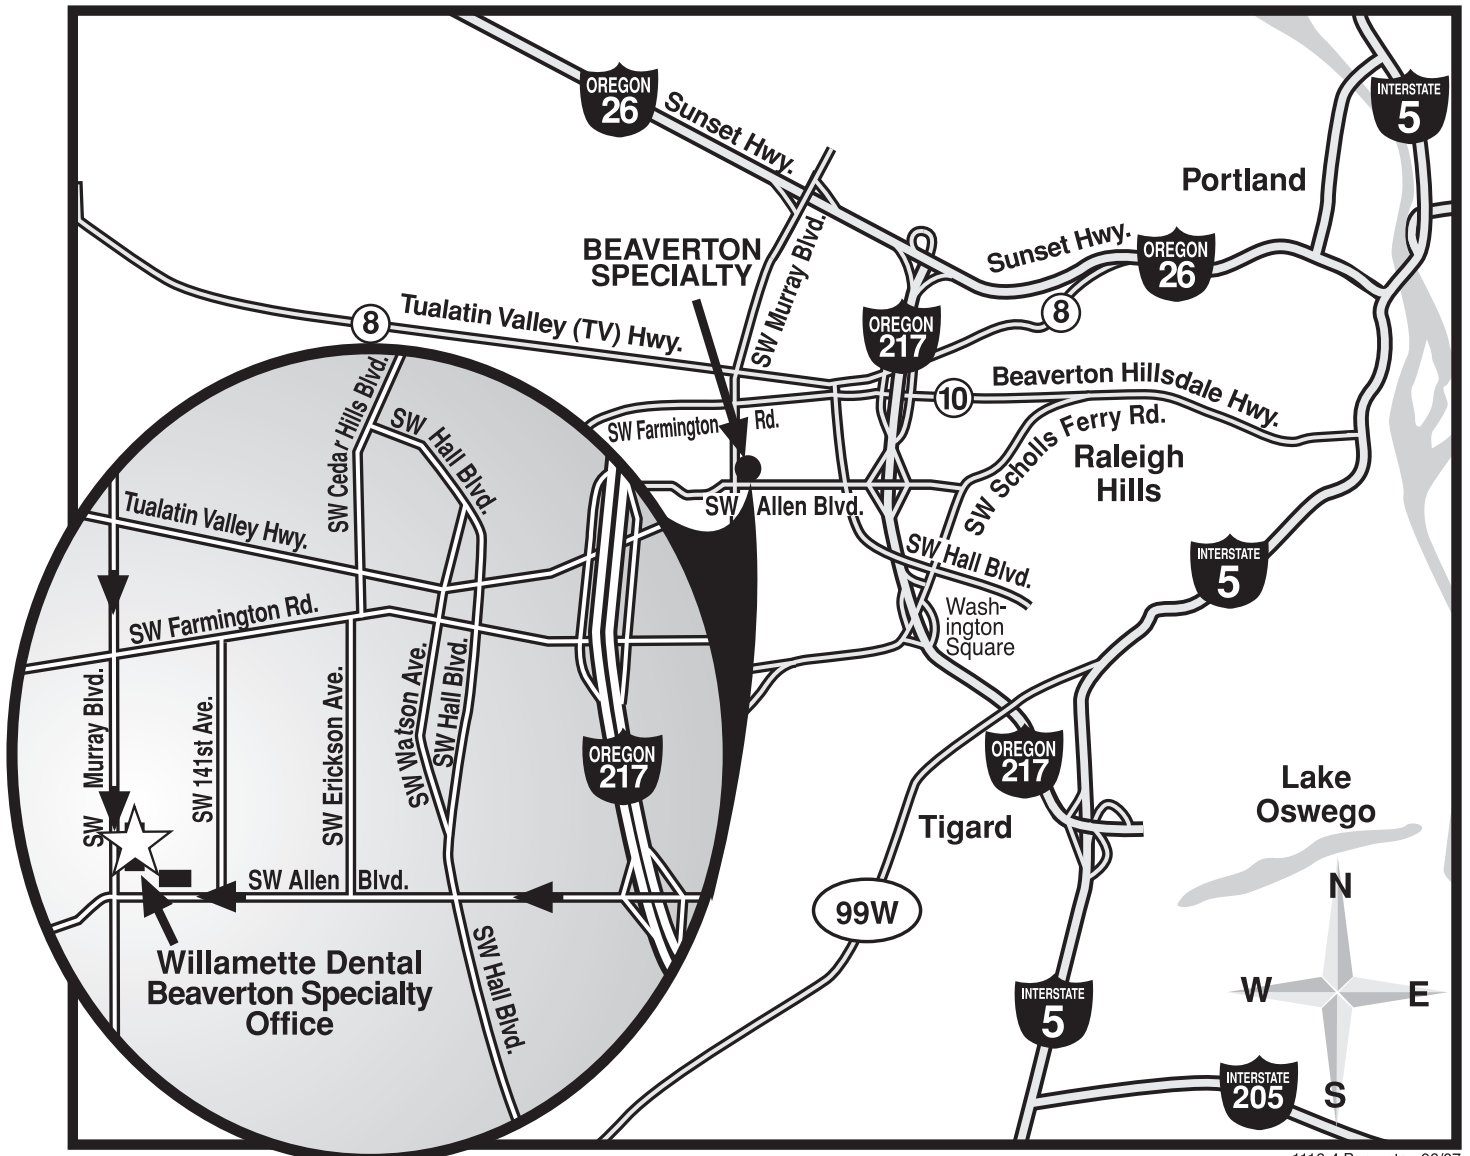 OREGON
26
Sunset Hwy.
INTERSTATE
5
Portland
BEAVERTON
SPECIALTY
SW Murray Blvd.
Sunset Hwy.
OREGON
26
8
Tualatin Valley (TV) Hwy.
OREGON
217
8
10
Beaverton Hillsdale Hwy.
SW Farmington Rd.
SW Scholls Ferry Rd.
Raleigh
Hills
SW Allen Blvd.
SW Hall Blvd.
INTERSTATE
5
Wash-
ington
Square
OREGON
217
Tigard
Lake
Oswego
99W
INTERSTATE
5
INTERSTATE
205
N
W
E
S
SW Cedar Hills Blvd.
SW Hall Blvd.
Tualatin Valley Hwy.
SW Farmington Rd.
SW Murray Blvd.
SW 141st Ave.
SW Erickson Ave.
SW Watson Ave.
SW Hall Blvd.
OREGON
217
SW Allen Blvd.
SW Hall Blvd.
Willamette Dental
Beaverton Specialty
Office